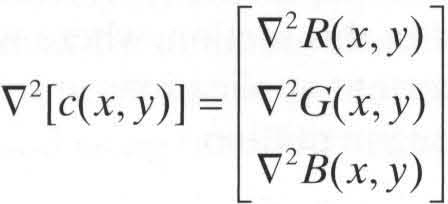 ∇²R(x, y)
∇²[c(x, y)] = ∇²G(x, y)
∇²B(x, y)